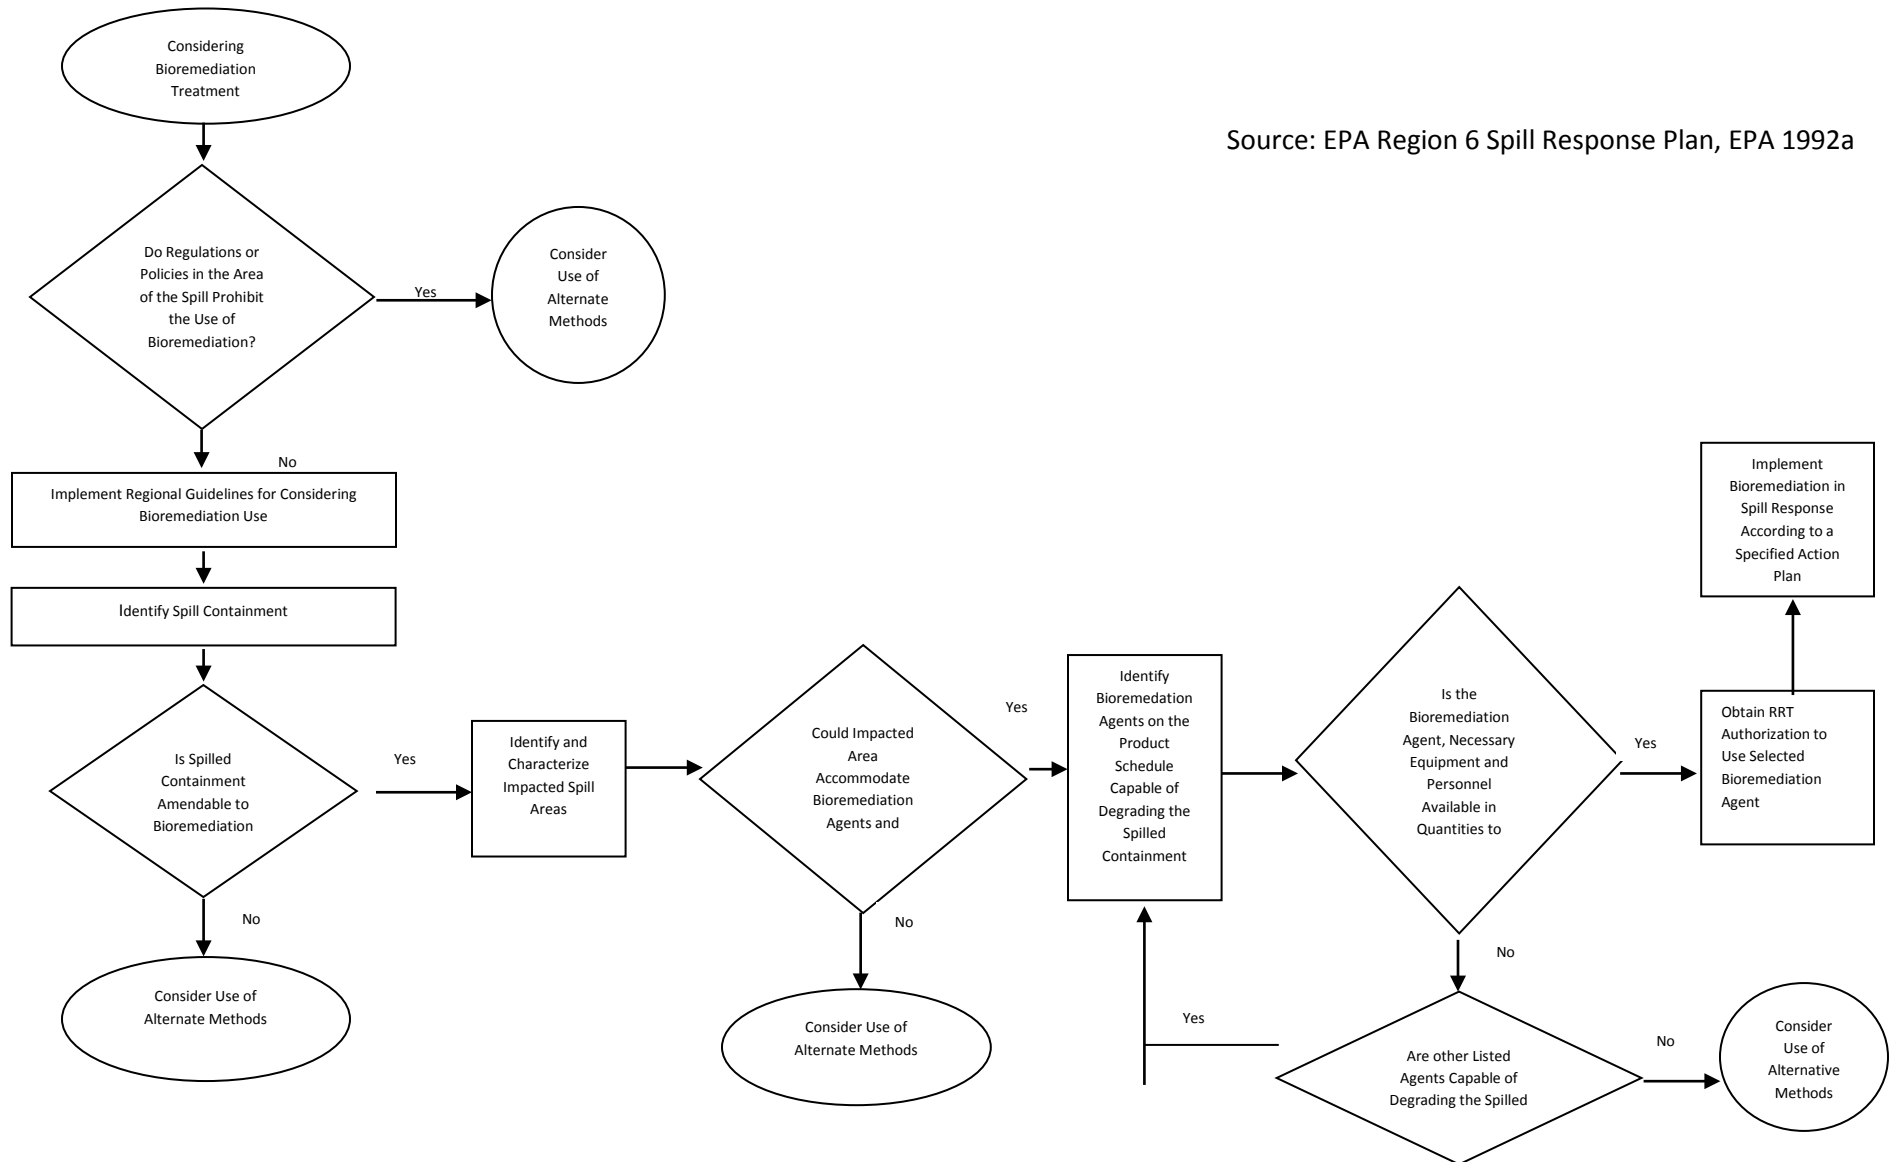 Considering
Bioremediation
Treatment
Source: EPA Region 6 Spill Response Plan, EPA 1992a
Do Regulations or
Policies in the Area
of the Spill Prohibit
the Use of
Bioremediation?
Yes
Consider
Use of
Alternate
Methods
No
Implement Regional Guidelines for Considering
Bioremediation Use
Identify Spill Containment
Is Spilled
Containment
Amendable to
Bioremediation
Yes
No
Consider Use of
Alternate Methods
Identify and
Characterize
Impacted Spill
Areas
Could Impacted
Area
Accommodate
Bioremediation
Agents and
Yes
No
Consider Use of
Alternate Methods
Identify
Bioremedation
Agents on the
Product
Schedule
Capable of
Degrading the
Spilled
Containment
Is the
Bioremediation
Agent, Necessary
Equipment and
Personnel
Available in
Quantities to
Yes
No
Obtain RRT
Authorization to
Use Selected
Bioremediation
Agent
Implement
Bioremediation in
Spill Response
According to a
Specified Action
Plan
Are other Listed
Agents Capable of
Degrading the Spilled
Yes
No
Consider
Use of
Alternative
Methods